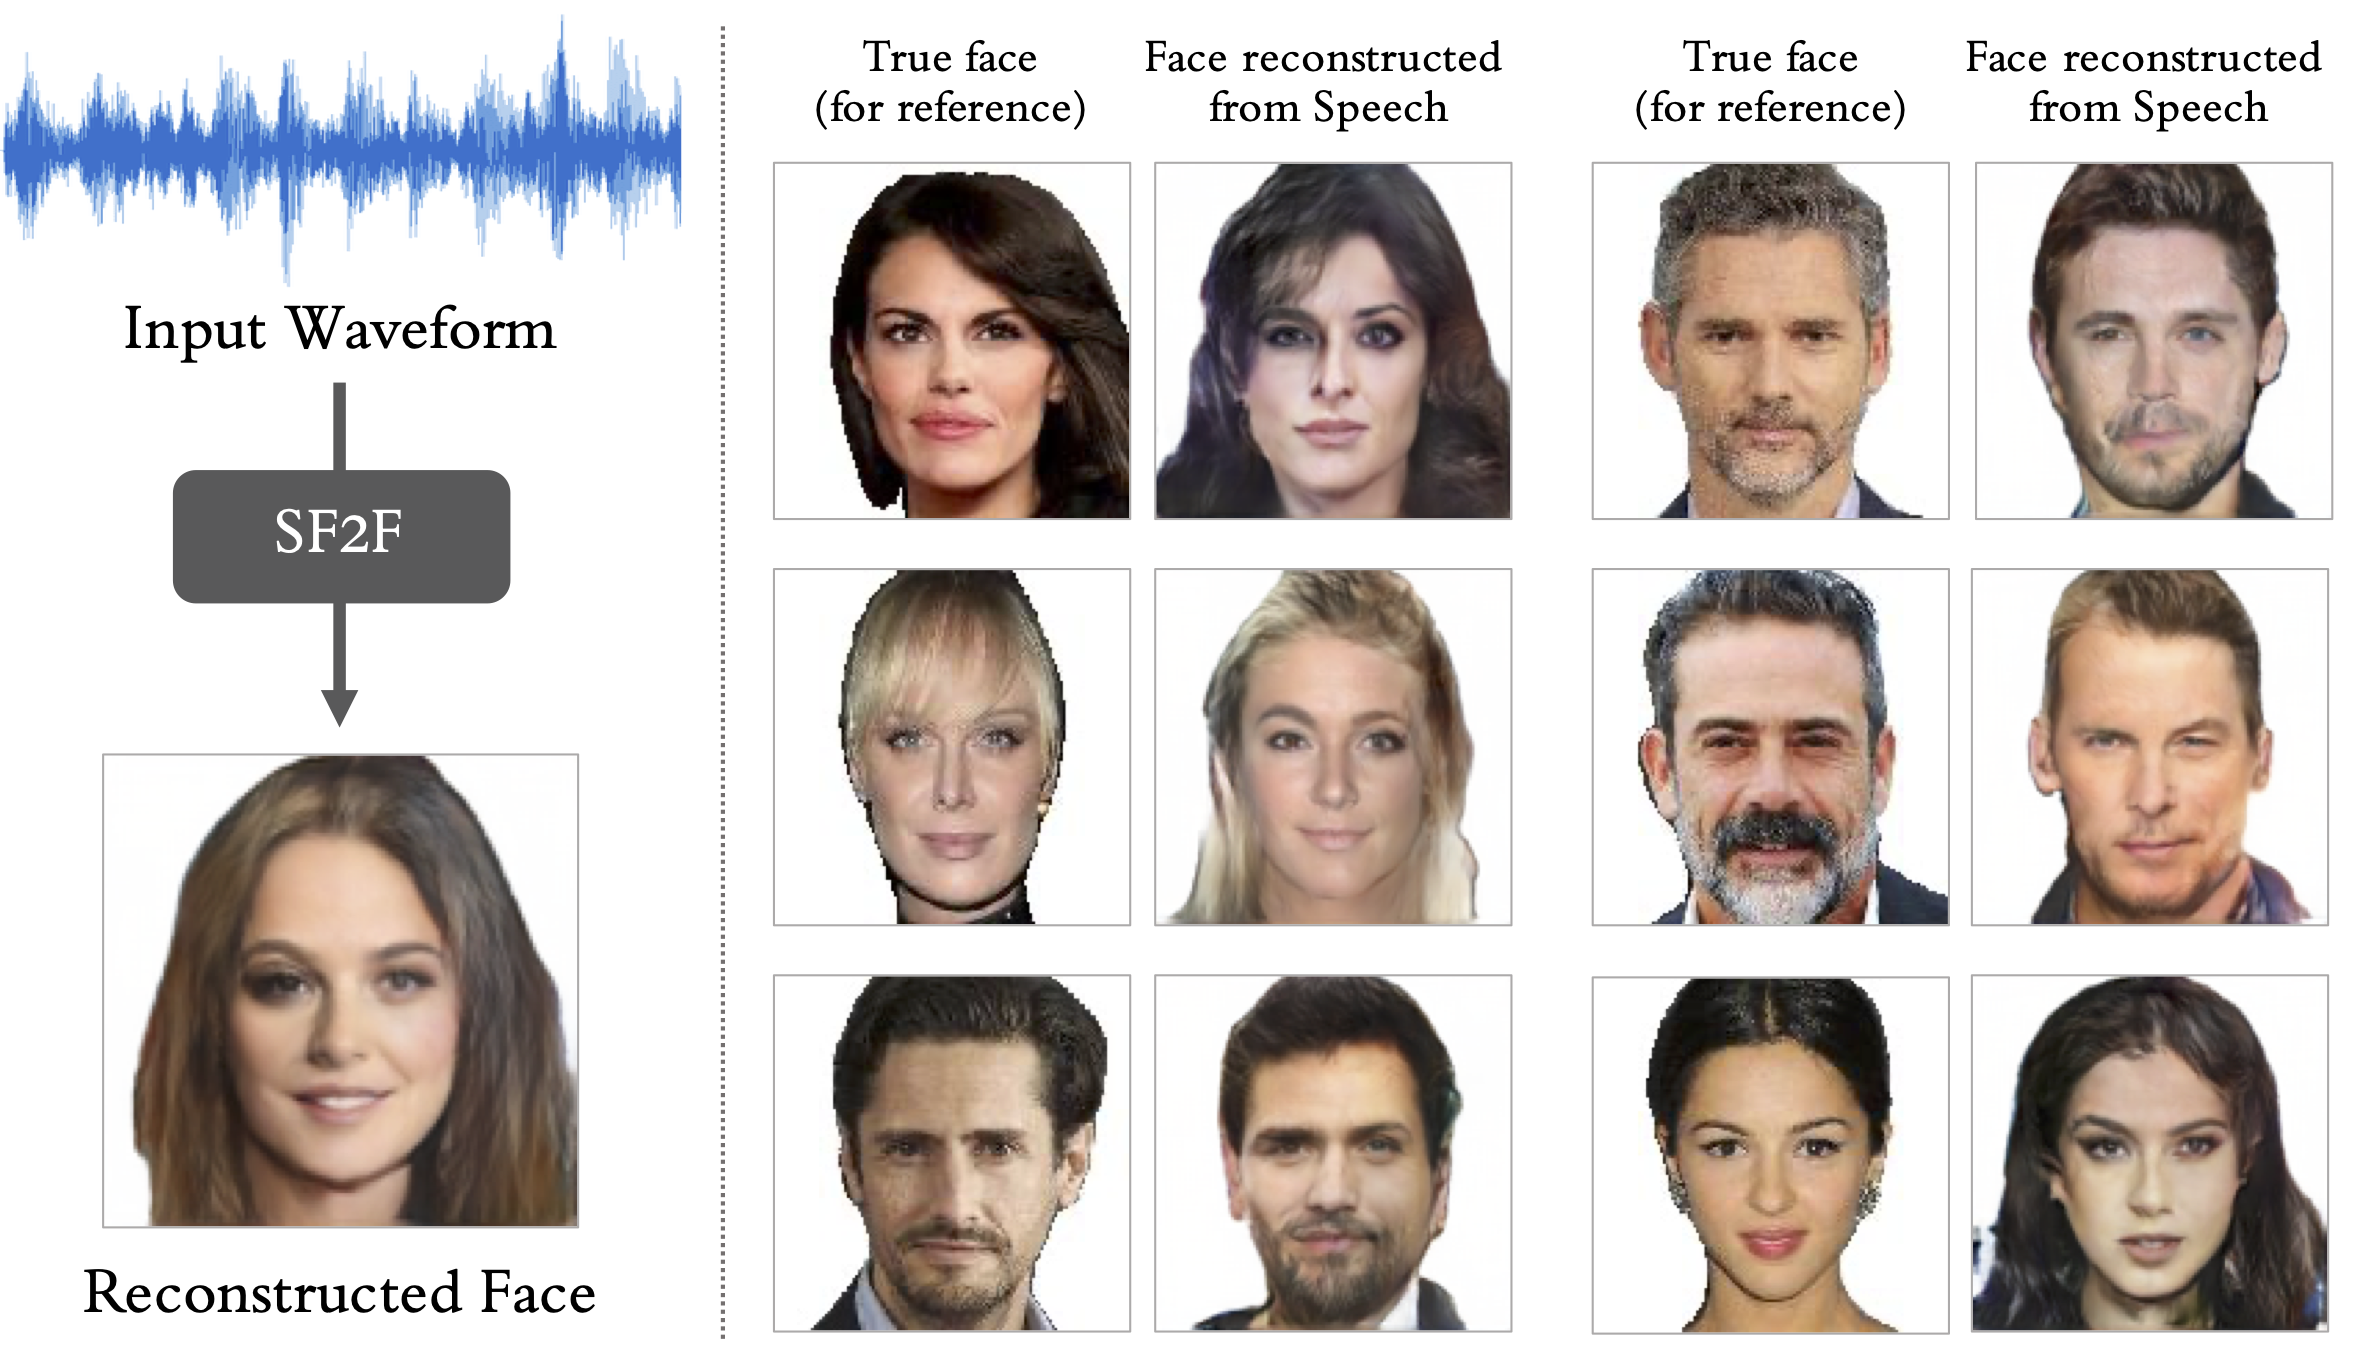 Input Waveform
SF2F
Reconstructed Face
True face
(for reference)
Face reconstructed
from Speech
True face
(for reference)
Face reconstructed
from Speech